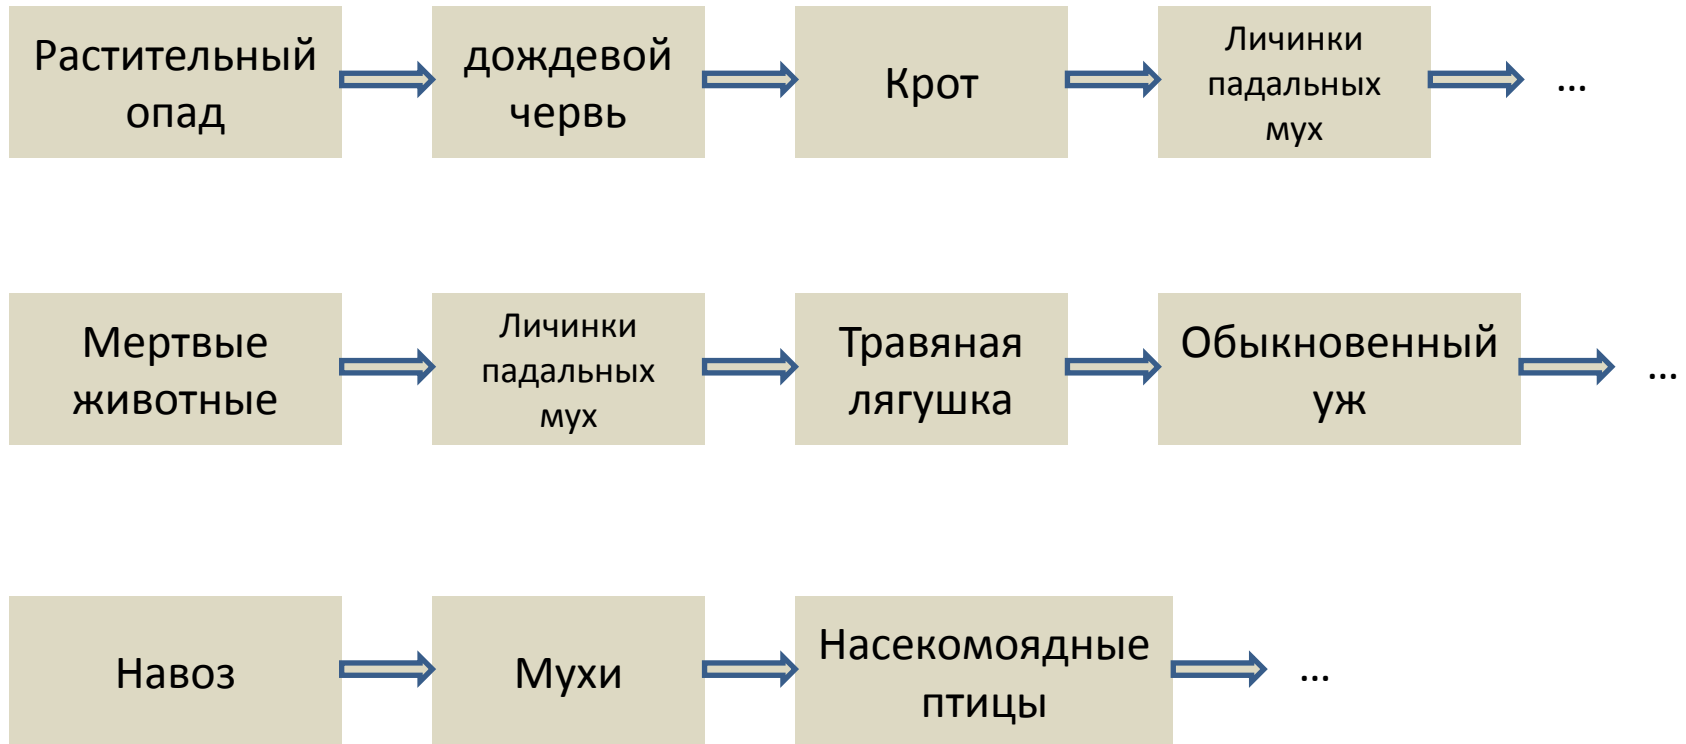 Растительный
опад
дождевой
червь
Крот
Личинки
падальных
мух
...
Мертвые
животные
Личинки
падальных
мух
Травяная
лягушка
Обыкновенный
уж
...
Навоз
Мухи
Насекомоядные
птицы
...